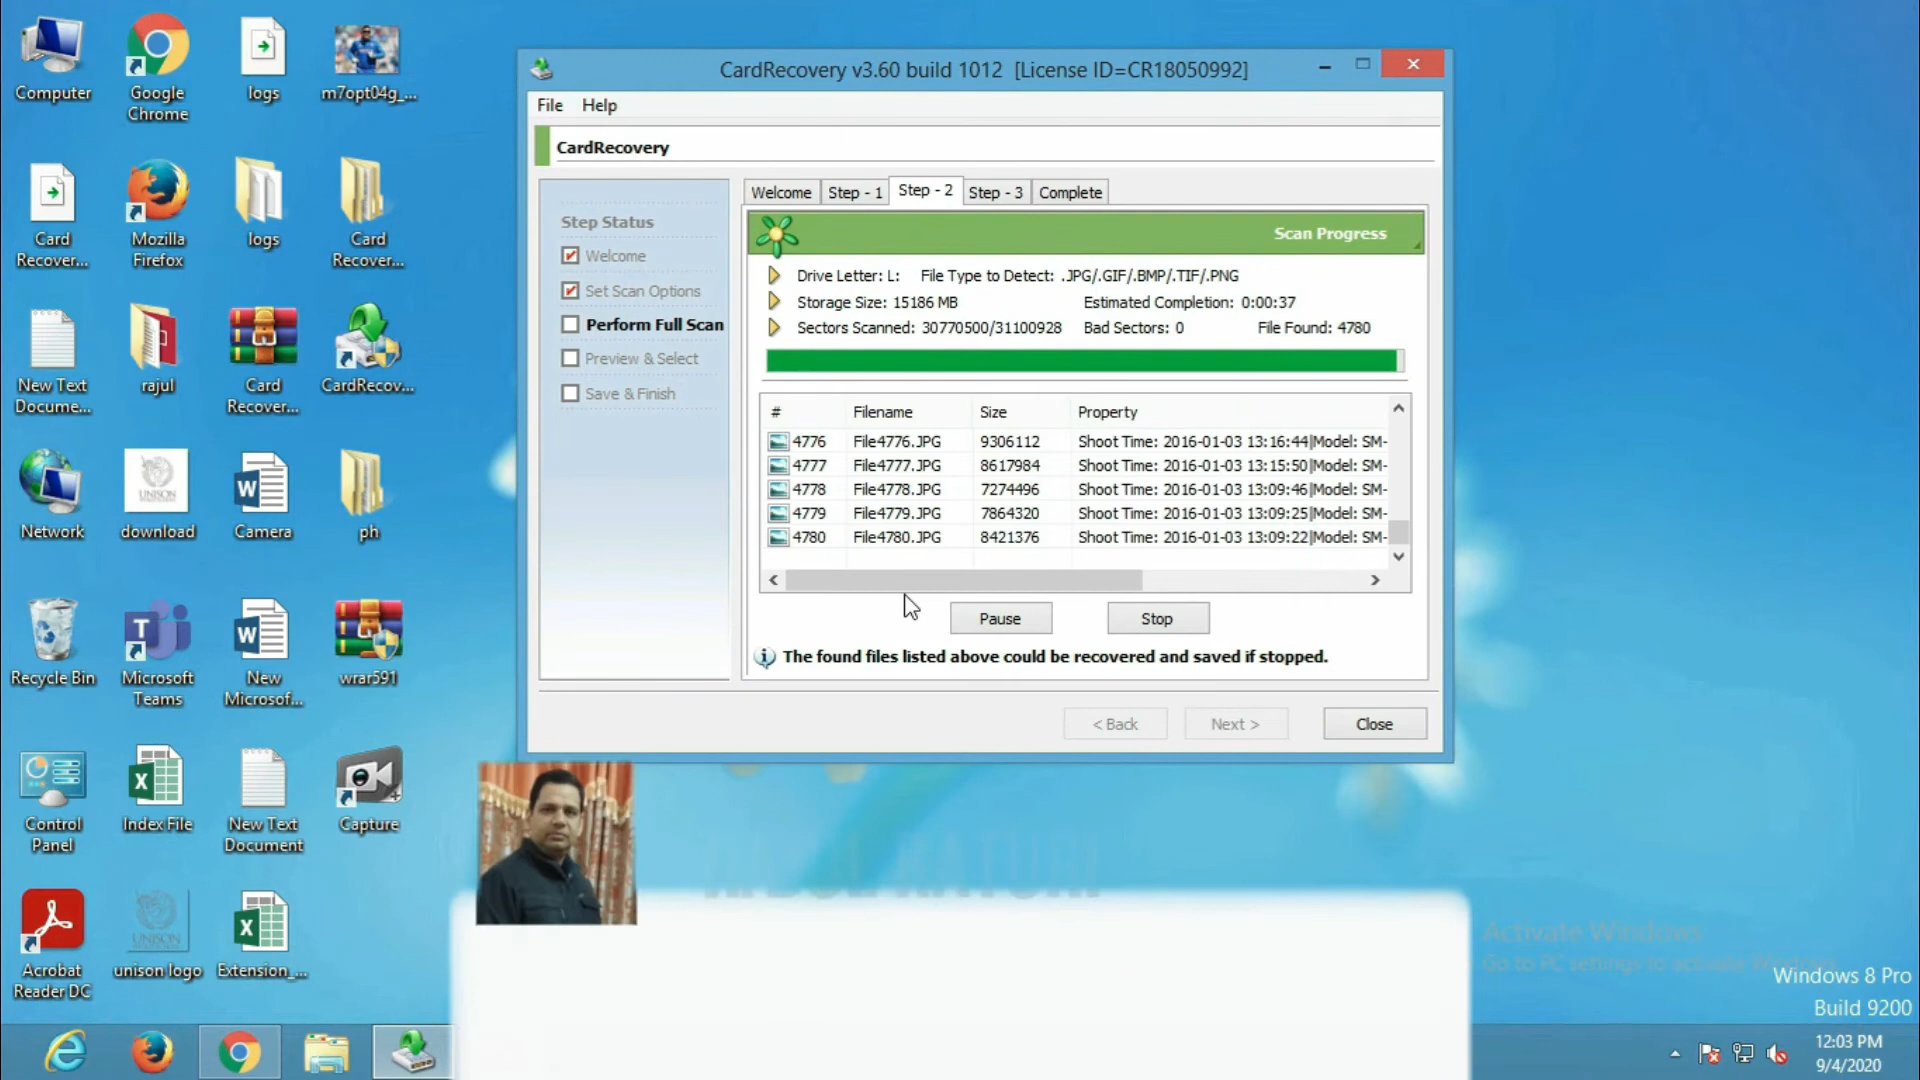 Computer
Google
Chrome
logs
m7opt04g_...
Card
Recover...
Mozilla
Firefox
logs
Card
Recover...
New Text
Docume...
rajul
Card
Recover...
CardRecov...
Network
download
UNISON
Camera
ph
Recycle Bin
Microsoft
Teams
New
Microsof...
wrar591
Control
Panel
Index File
New Text
Document
Capture
Acrobat
Reader DC
UNISON
unison logo
Extension_...
CardRecovery v3.60 build 1012 [License ID=CR18050992]
File Help
CardRecovery
Step Status
Welcome
Set Scan Options
Perform Full Scan
Preview & Select
Save & Finish
Welcome Step - 1 Step - 2 Step - 3 Complete
Scan Progress
Drive Letter: L: File Type to Detect: .JPG/.GIF/.BMP/.TIF/.PNG
Storage Size: 15186 MB Estimated Completion: 0:00:37
Sectors Scanned: 30770500/31100928 Bad Sectors: 0 File Found: 4780
# Filename Size Property
4776 File4776.JPG 9306112 Shoot Time: 2016-01-03 13:16:44|Model: SM-
4777 File4777.JPG 8617984 Shoot Time: 2016-01-03 13:15:50|Model: SM-
4778 File4778.JPG 7274496 Shoot Time: 2016-01-03 13:09:46|Model: SM-
4779 File4779.JPG 7864320 Shoot Time: 2016-01-03 13:09:25|Model: SM-
4780 File4780.JPG 8421376 Shoot Time: 2016-01-03 13:09:22|Model: SM-
Pause Stop
The found files listed above could be recovered and saved if stopped.
< Back Next > Close
Activate Windows
Go to PC settings to activate Windows.
Windows 8 Pro
Build 9200
12:03 PM
9/4/2020